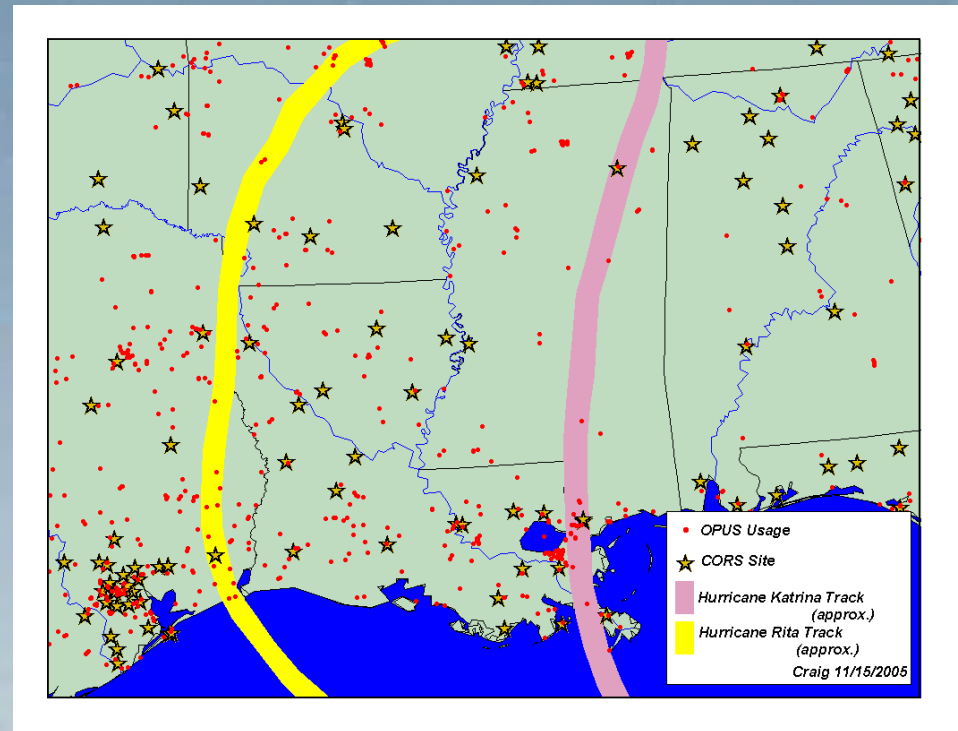 OPUS Usage
CORS Site
Hurricane Katrina Track
(approx.)
Hurricane Rita Track
(approx.)
Craig 11/15/2005